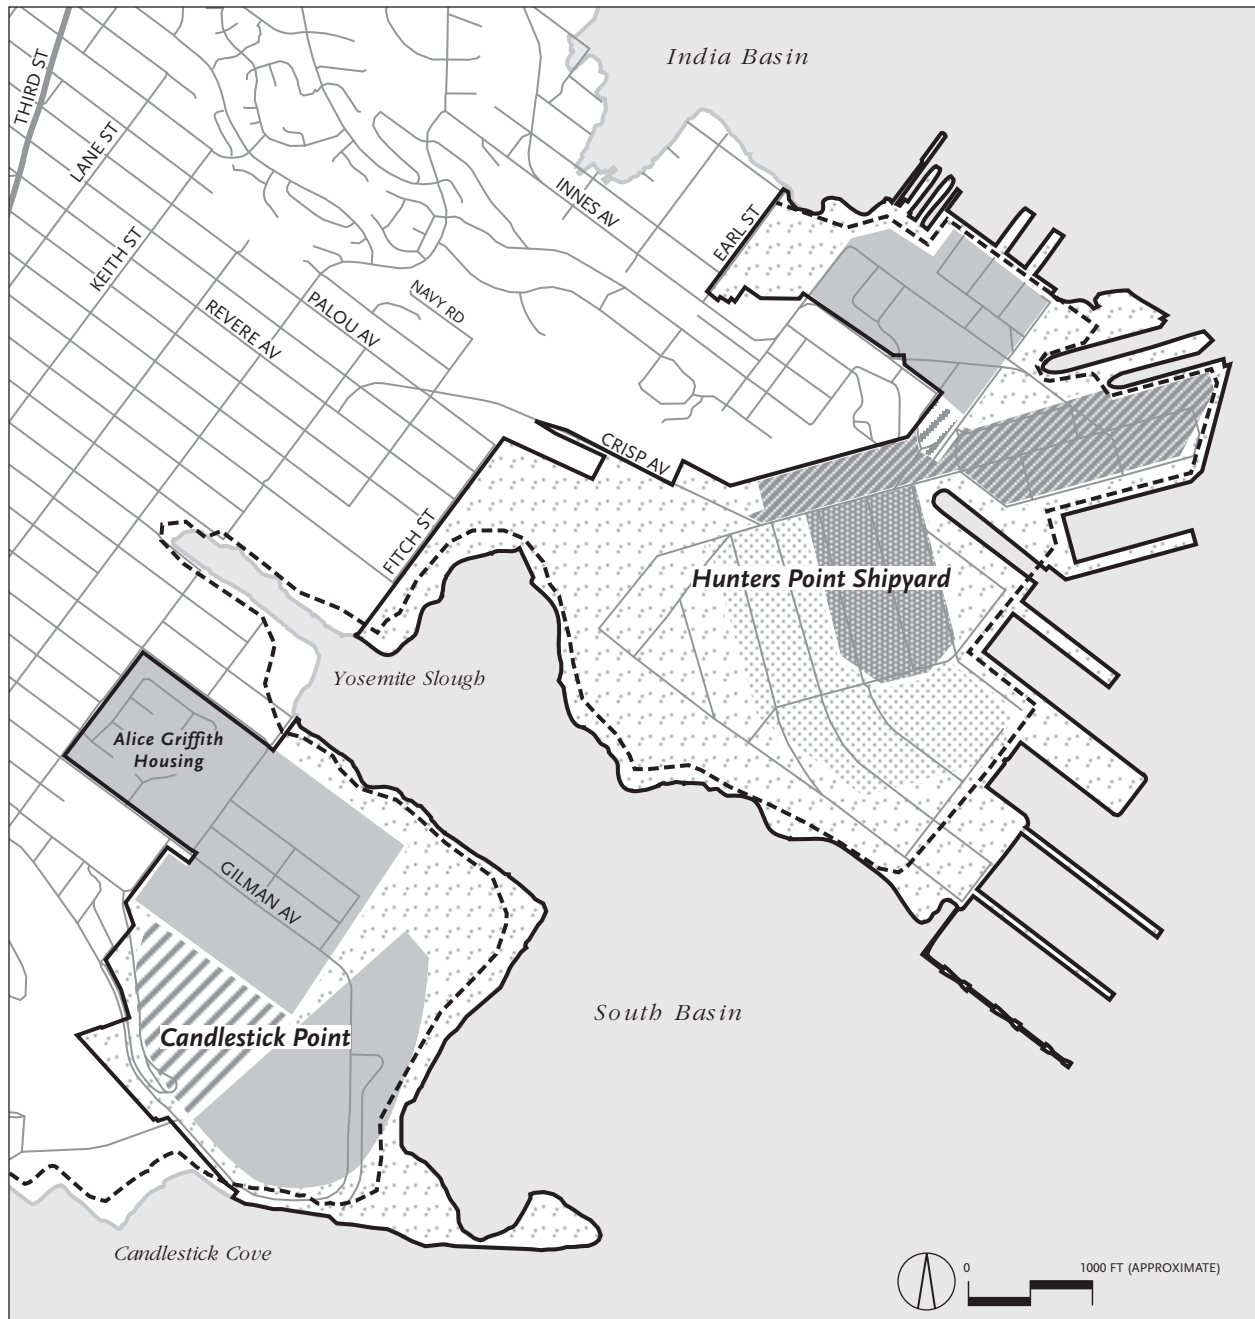 India Basin
THIRD ST
LANE ST
INNES AV
EARL ST
KEITH ST
NAVY RD
PALOU AV
REVERE AV
CRISP AV
FITCH ST
Hunters Point Shipyard
Yosemite Slough
Alice Griffith
Housing
GILMAN AV
South Basin
Candlestick Point
Candlestick Cove
0
1000 FT (APPROXIMATE)